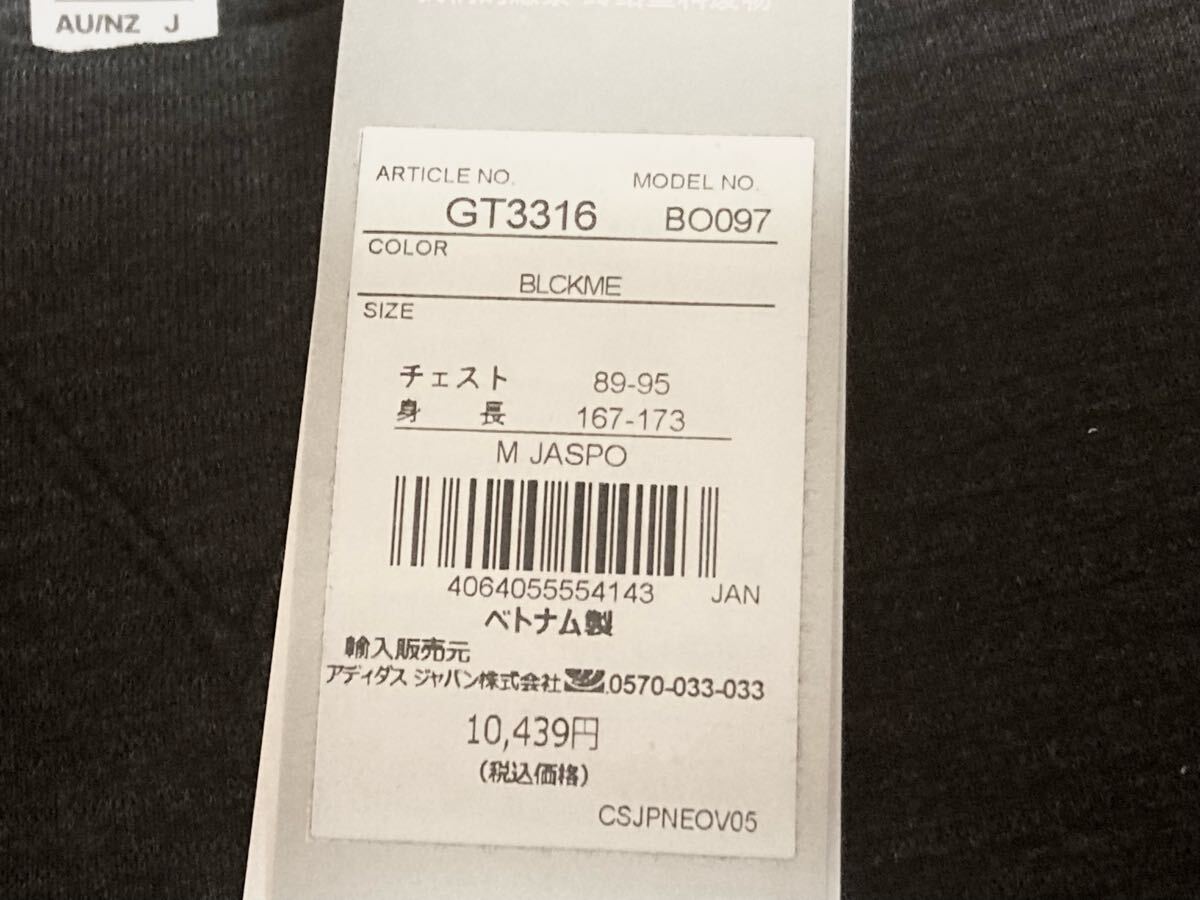 AU/NZ J
ARTICLE NO. MODEL NO.
GT3316 BO097
COLOR
BLCKME
SIZE
チェスト 89-95
身長 167-173
M JASPO
4064055554143 JAN
ベトナム製
輸入販売元
アディダス ジャパン株式会社 0570-033-033
10,439円
(税込価格)
CSJPNEOV05